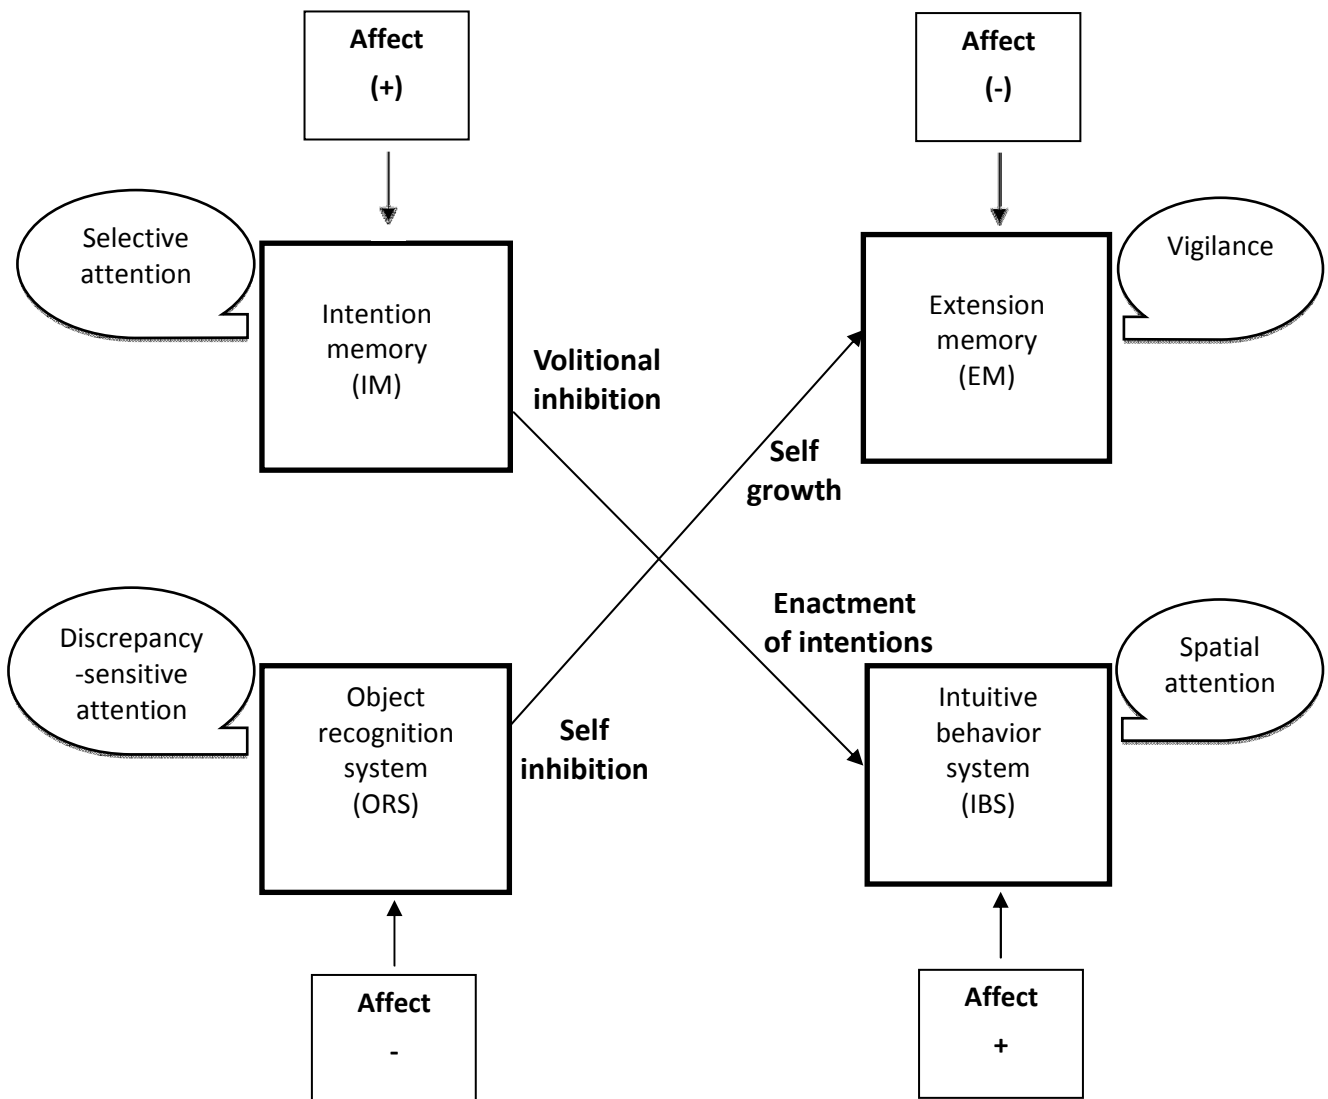 Affect
(+)
Affect
(-)
Selective
attention
Intention
memory
(IM)
Extension
memory
(EM)
Vigilance
Volitional
inhibition
Self
growth
Discrepancy
-sensitive
attention
Object
recognition
system
(ORS)
Self
inhibition
Enactment
of intentions
Intuitive
behavior
system
(IBS)
Spatial
attention
Affect
-
Affect
+